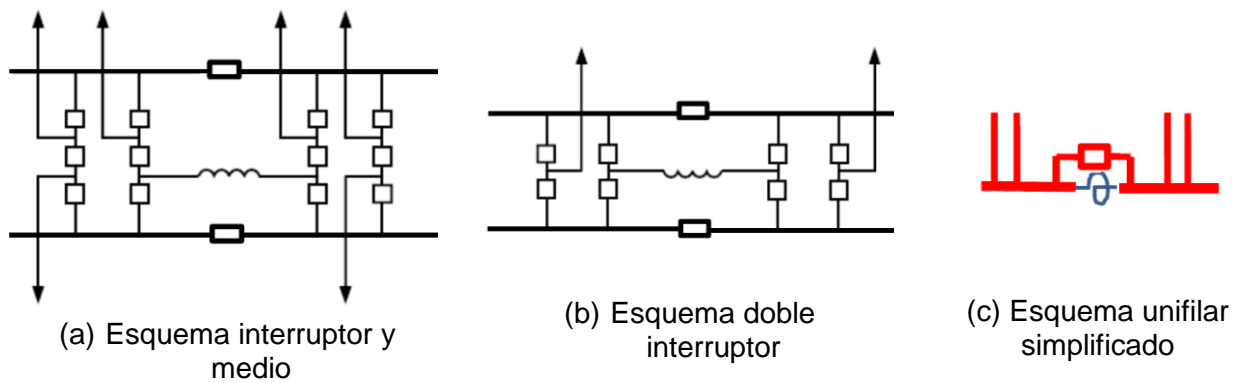 (a) Esquema interruptor y
medio
(b) Esquema doble
interruptor
(c) Esquema unifilar
simplificado